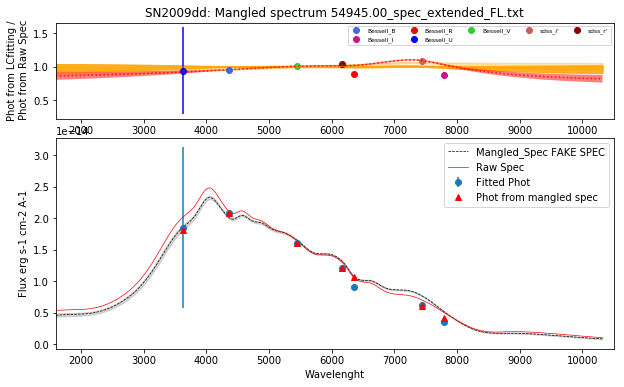 SN2009dd: Mangled spectrum 54945.00_spec_extended_FL.txt
Phot from LCfitting /
Phot from Raw Spec
1.5
1.0
0.5
Bessell_B Bessell_R Bessell_V sdss_i' sdss_r'
Bessell_I Bessell_U
2000 3000 4000 5000 6000 7000 8000 9000 10000
1e−14
Flux erg s-1 cm-2 A-1
3.0
2.5
2.0
1.5
1.0
0.5
0.0
Mangled_Spec FAKE SPEC
Raw Spec
Fitted Phot
Phot from mangled spec
2000 3000 4000 5000 6000 7000 8000 9000 10000
Wavelenght